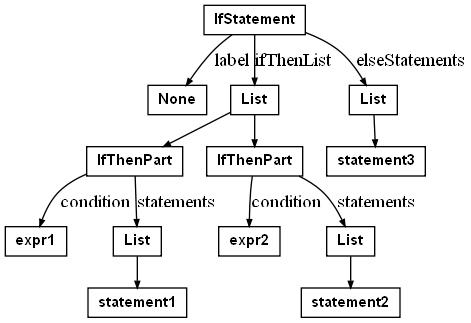 IfStatement
label ifThenList elseStatements
None List List
IfThenPart IfThenPart statement3
condition statements condition statements
expr1 List expr2 List
statement1 statement2